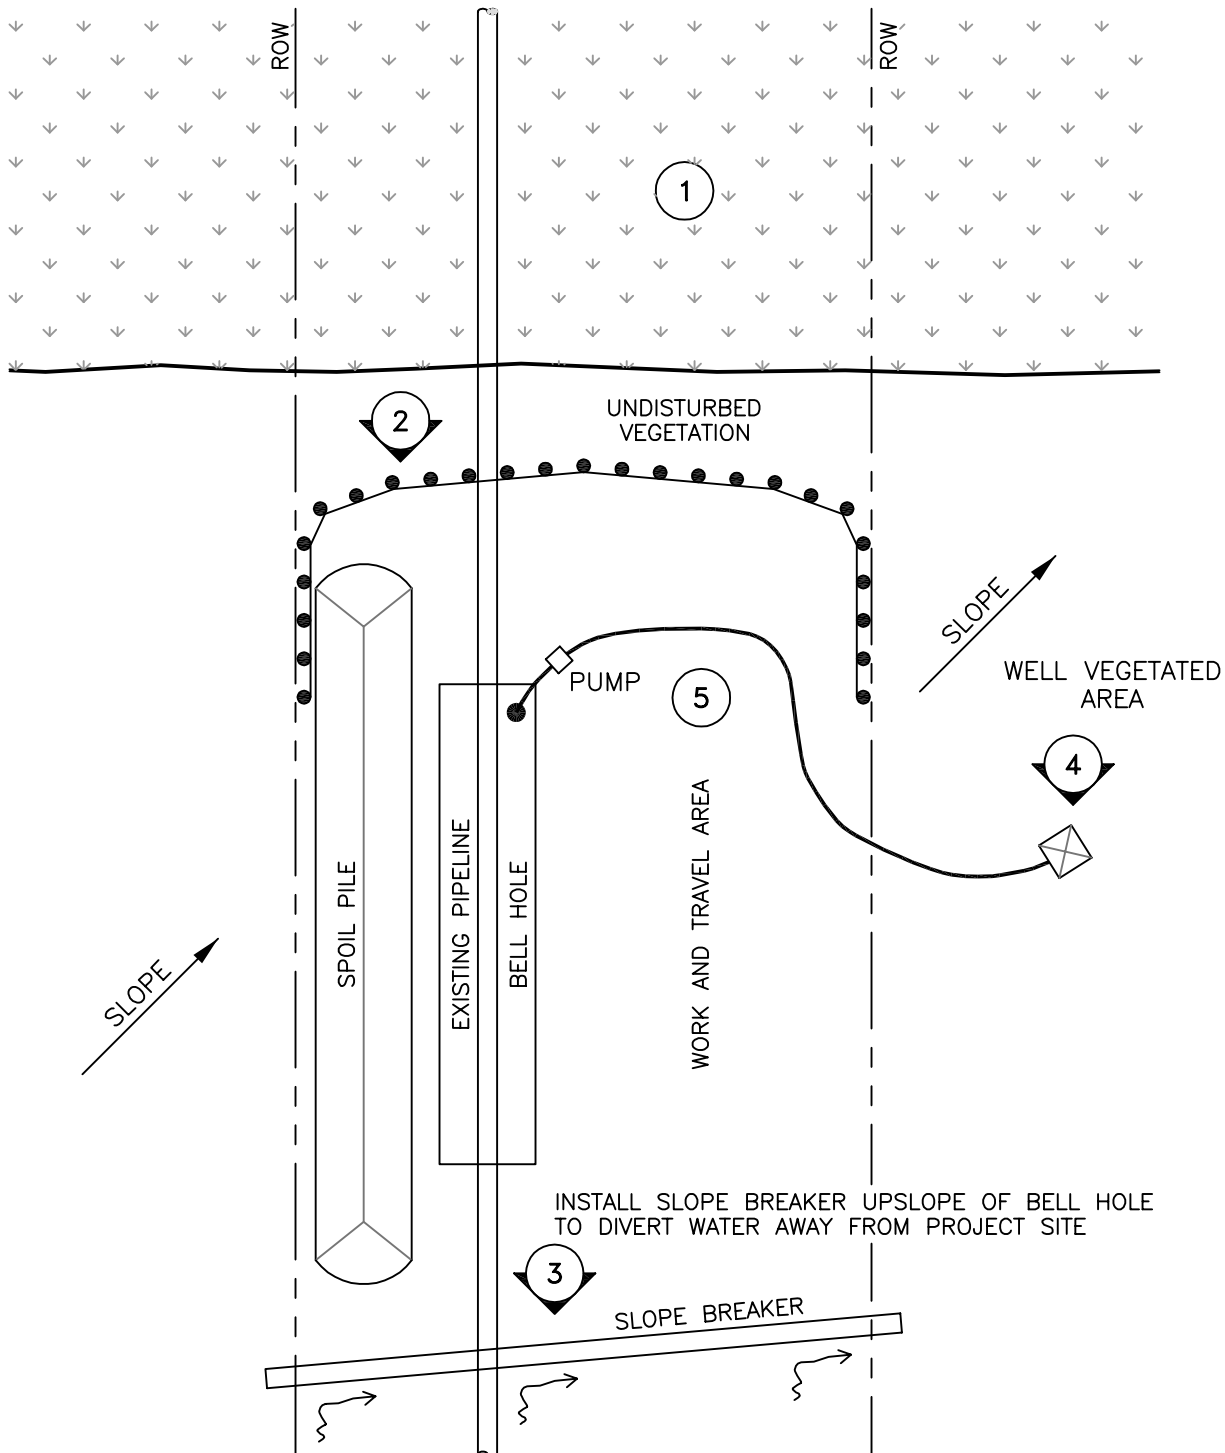 ROW
ROW
1
2
UNDISTURBED
VEGETATION
SLOPE
WELL VEGETATED
AREA
PUMP
5
4
SPOIL PILE
EXISTING PIPELINE
BELL HOLE
WORK AND TRAVEL AREA
SLOPE
INSTALL SLOPE BREAKER UPSLOPE OF BELL HOLE
TO DIVERT WATER AWAY FROM PROJECT SITE
3
SLOPE BREAKER